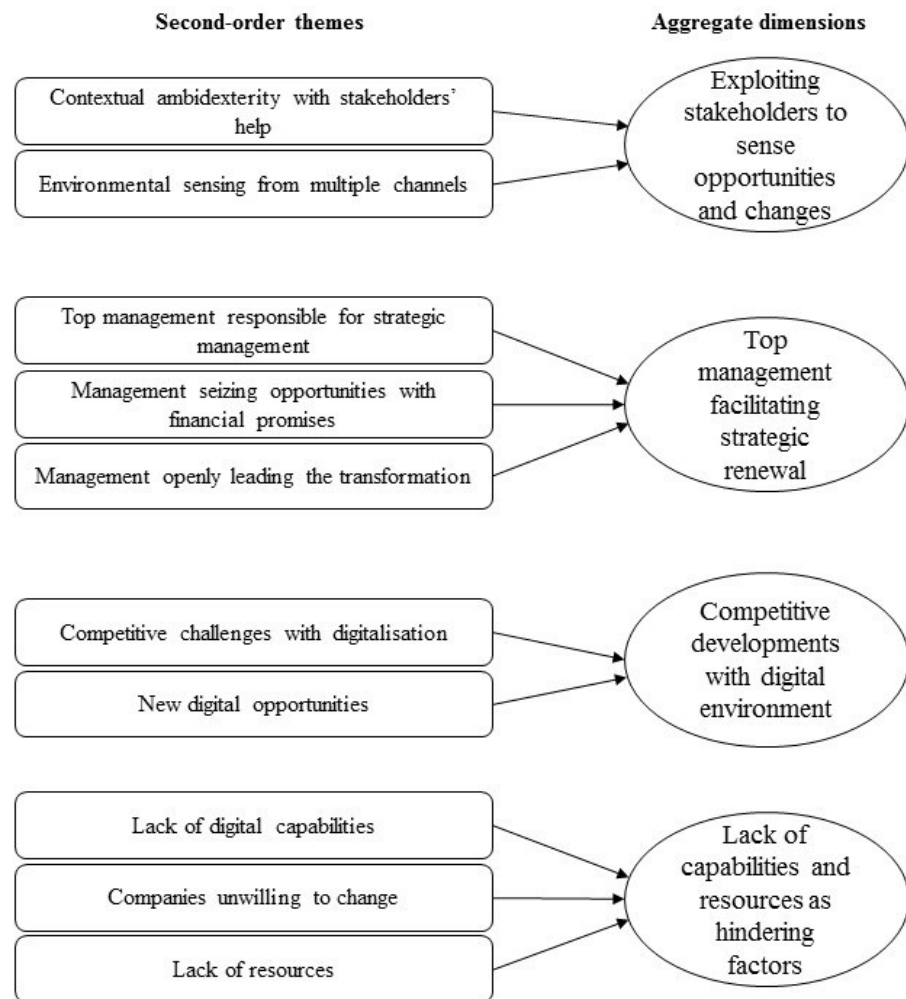 Second-order themes
Aggregate dimensions
Contextual ambidexterity with stakeholders’
help
Environmental sensing from multiple channels
Exploiting
stakeholders to
sense
opportunities
and changes
Top management responsible for strategic
management
Management seizing opportunities with
financial promises
Management openly leading the transformation
Top
management
facilitating
strategic
renewal
Competitive challenges with digitalisation
New digital opportunities
Competitive
developments
with digital
environment
Lack of digital capabilities
Companies unwilling to change
Lack of resources
Lack of
capabilities and
resources as
hindering
factors